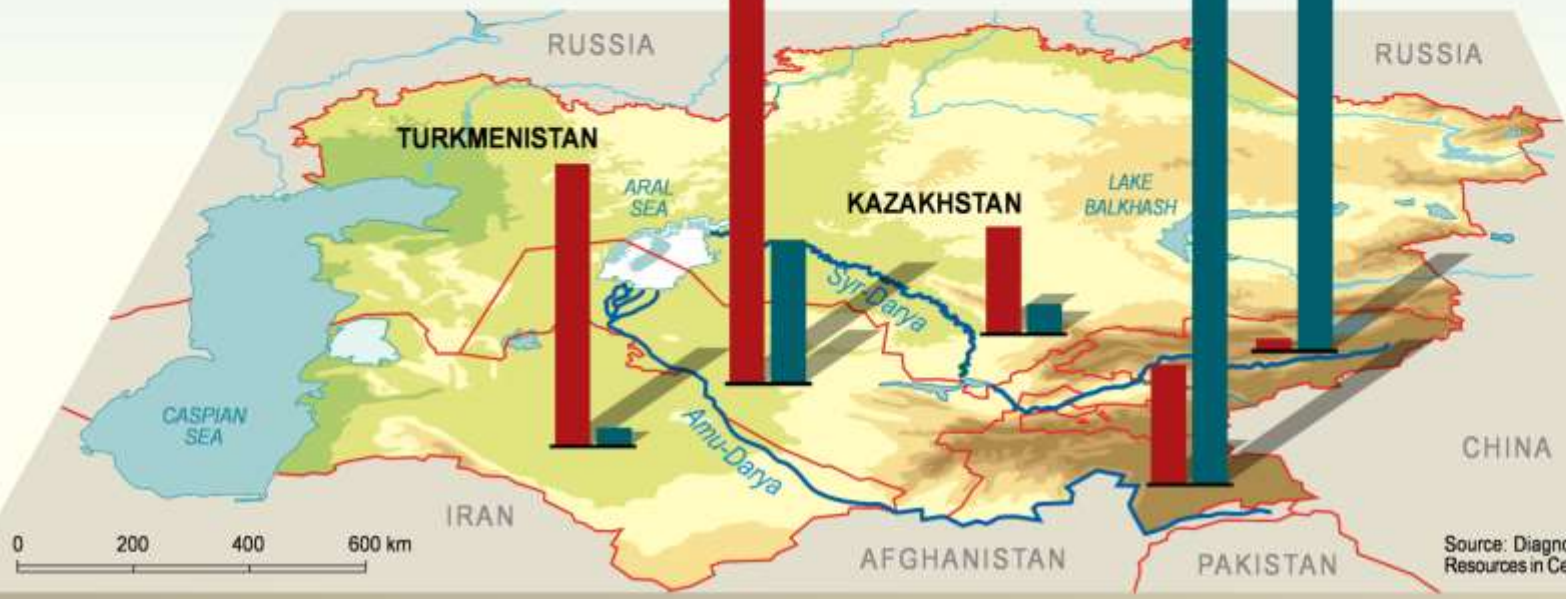 RUSSIA
RUSSIA
TURKMENISTAN
ARAL
SEA
KAZAKHSTAN
LAKE
BALKHASH
Syr-Darya
CASPIAN
SEA
Amu-Darya
CHINA
IRAN
0 200 400 600 km
AFGHANISTAN
PAKISTAN
Source: Diagno
Resources in Ce